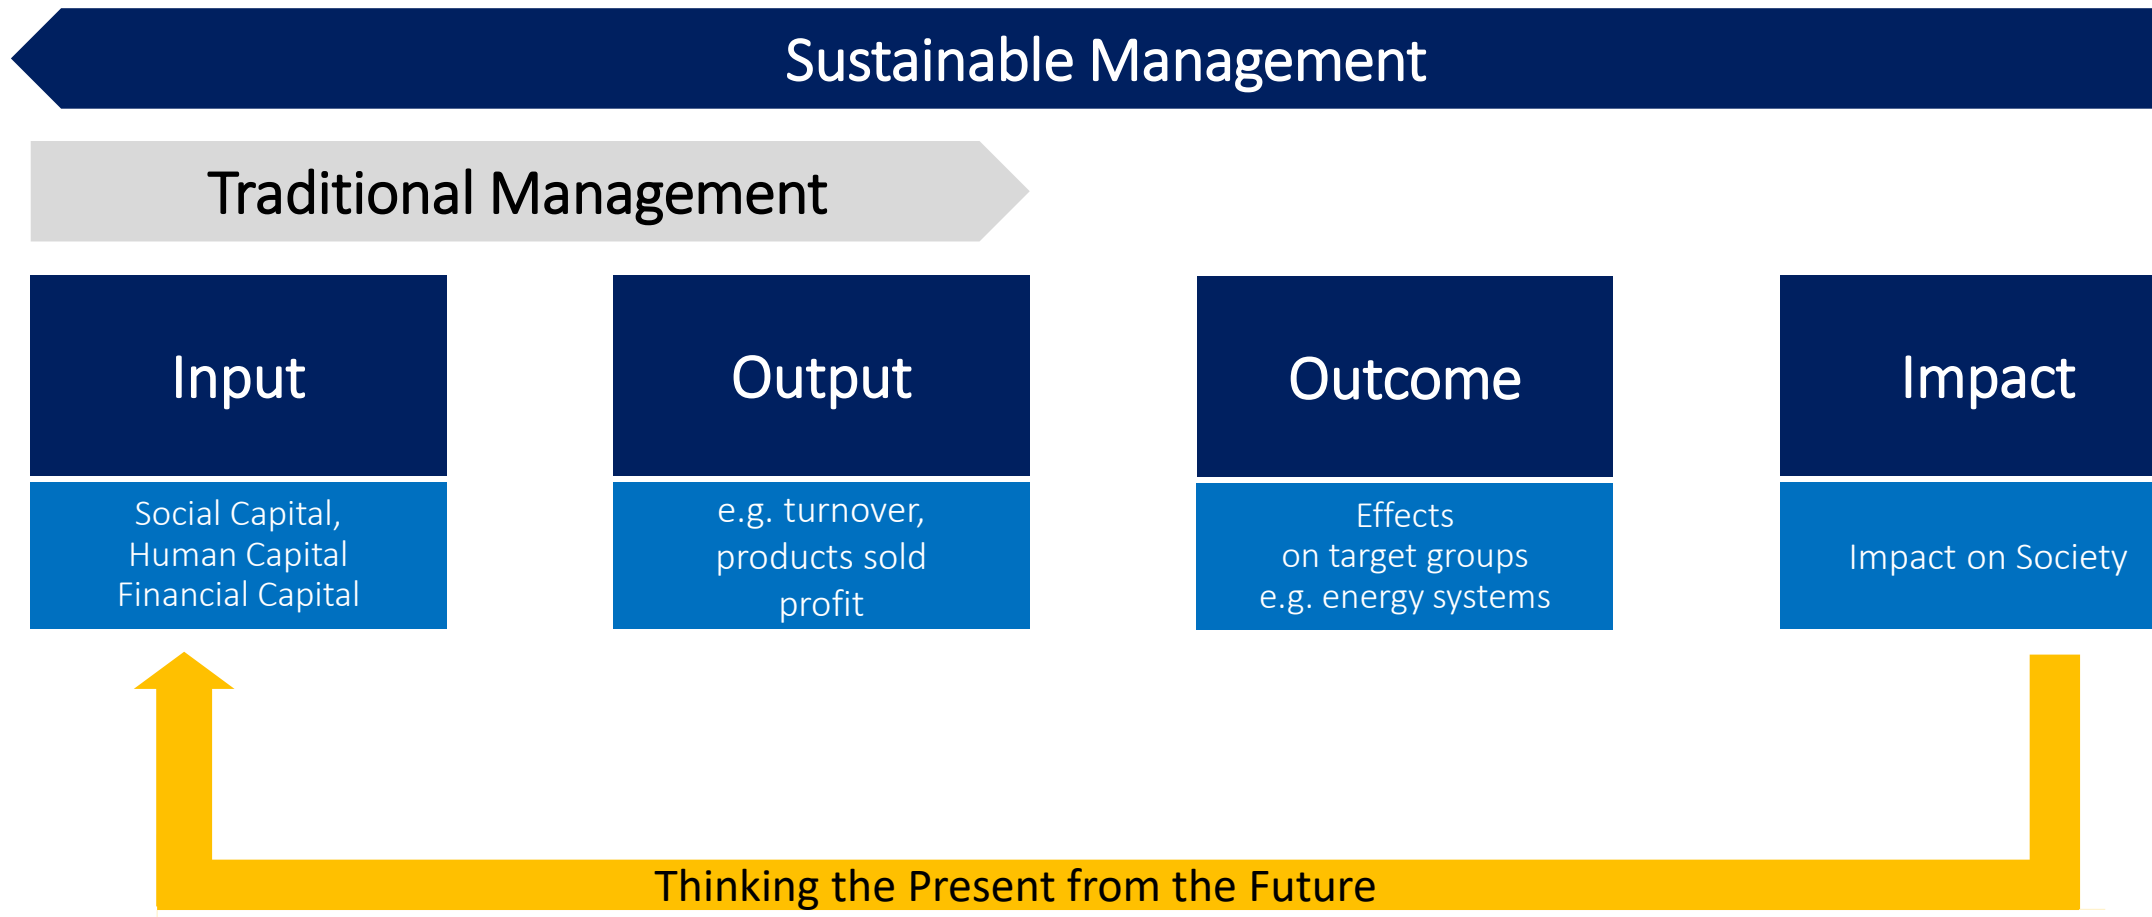 Sustainable Management
Traditional Management
Input
Output
Outcome
Impact
Social Capital,
Human Capital
Financial Capital
e.g. turnover,
products sold
profit
Effects
on target groups
e.g. energy systems
Impact on Society
Thinking the Present from the Future